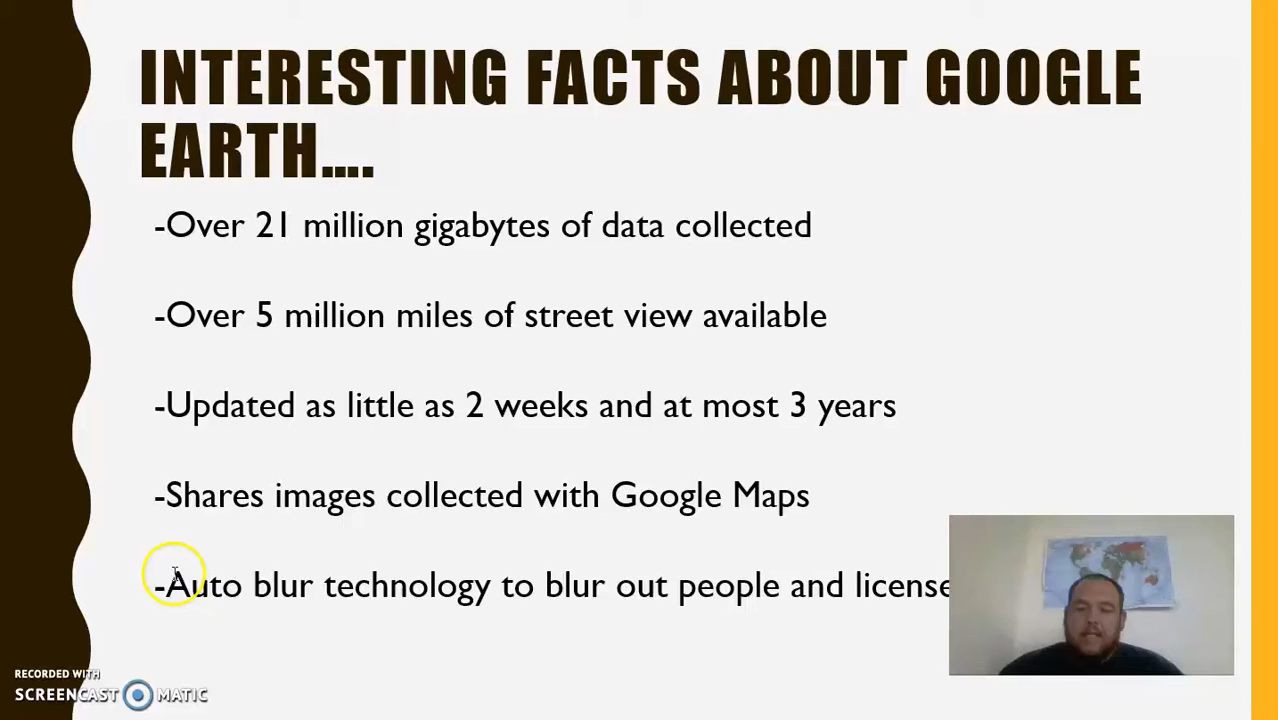 INTERESTING FACTS ABOUT GOOGLE
EARTH....
-Over 21 million gigabytes of data collected
-Over 5 million miles of street view available
-Updated as little as 2 weeks and at most 3 years
-Shares images collected with Google Maps
-Auto blur technology to blur out people and license
RECORDED WITH
SCREENCAST MATIC